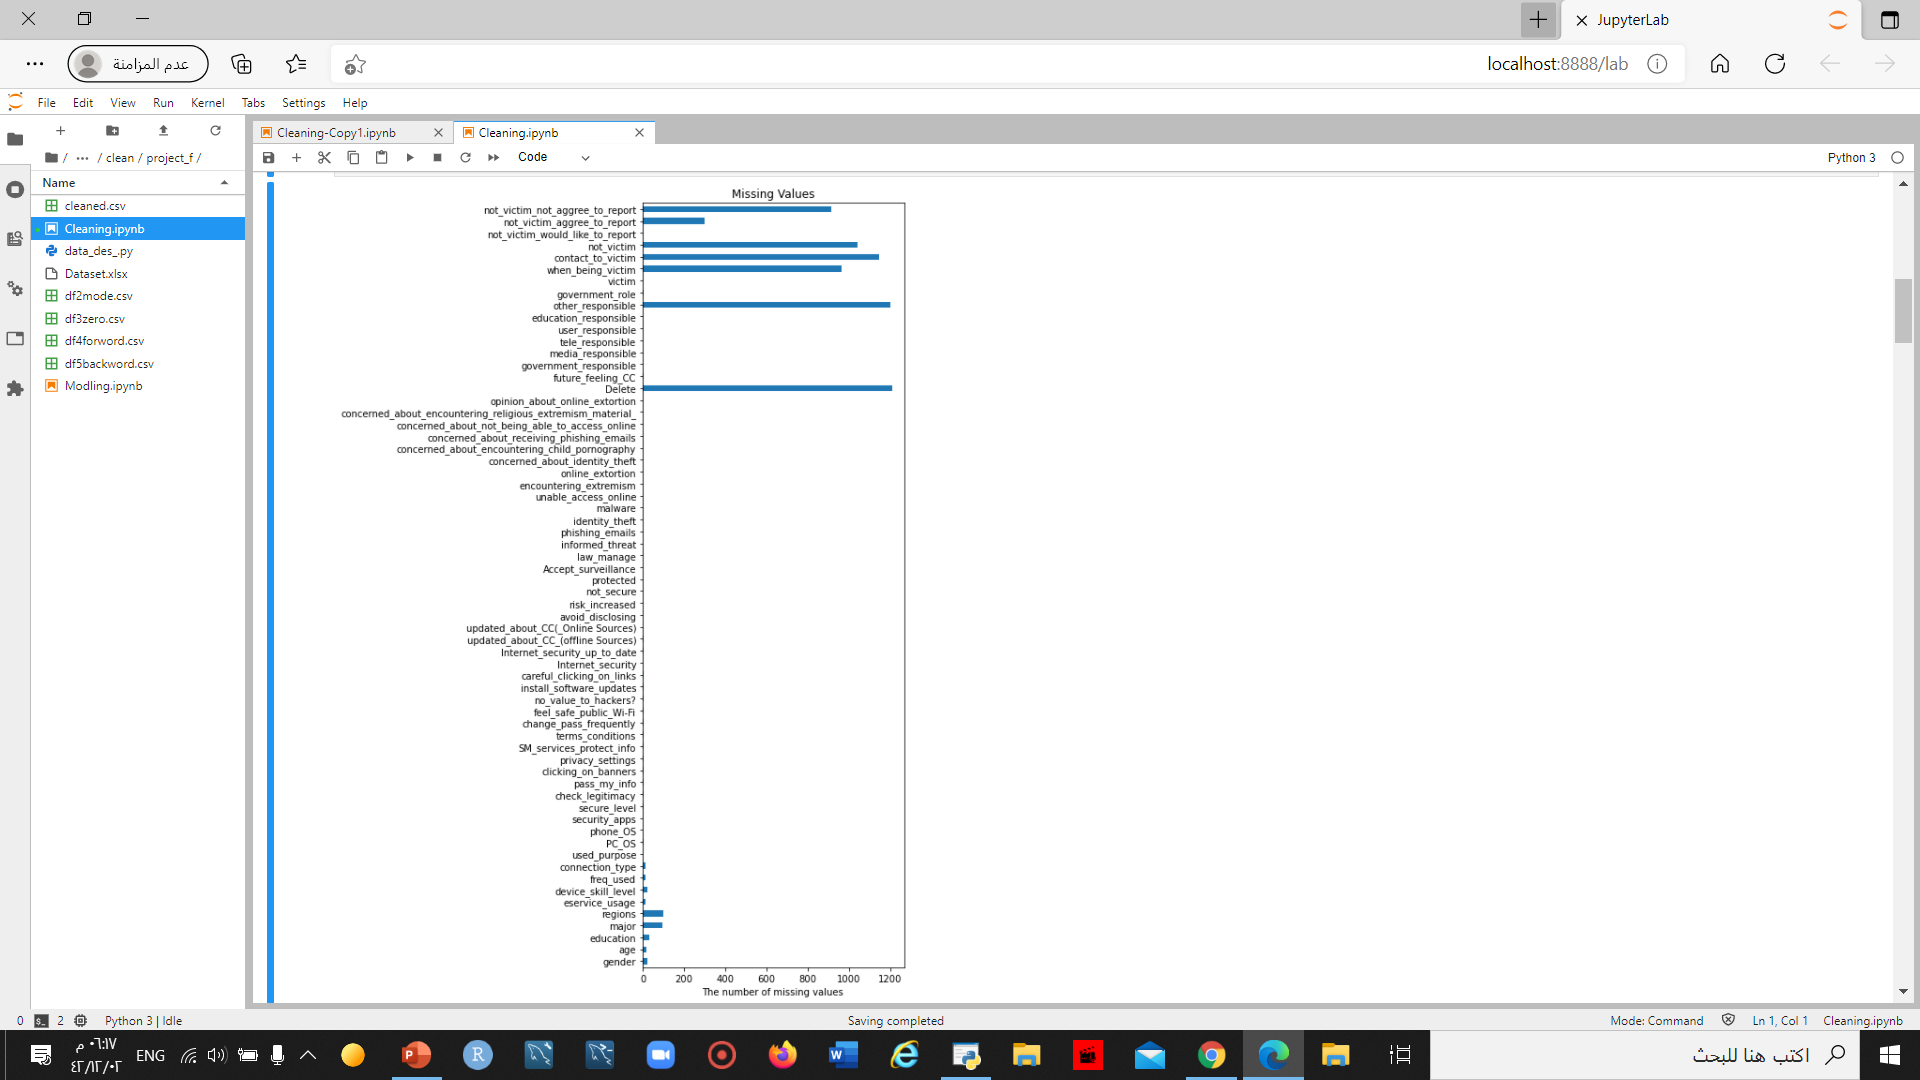 JupyterLab
عدم المزامنة
localhost:8888/lab
File Edit View Run Kernel Tabs Settings Help
/ ··· / clean / project_f /
Name
cleaned.csv
Cleaning.ipynb
data_des_.py
Dataset.xlsx
df2mode.csv
df3zero.csv
df4forword.csv
df5backword.csv
Modling.ipynb
Cleaning-Copy1.ipynb
Cleaning.ipynb
Code
Python 3
Missing Values
not_victim_not_aggree_to_report
not_victim_aggree_to_report
not_victim_would_like_to_report
not_victim
contact_to_victim
when_being_victim
victim
government_role
other_responsible
education_responsible
user_responsible
tele_responsible
media_responsible
government_responsible
future_feeling_CC
Delete
opinion_about_online_extortion
concerned_about_encountering_religious_extremism_material_
concerned_about_not_being_able_to_access_online
concerned_about_receiving_phishing_emails
concerned_about_encountering_child_pornography
concerned_about_identity_theft
online_extortion
encountering_extremism
unable_access_online
malware
identity_theft
phishing_emails
informed_threat
law_manage
Accept_surveillance
protected
not_secure
risk_increased
avoid_disclosing
updated_about_CC(_Online Sources)
updated_about_CC_(offline Sources)
Internet_security_up_to_date
Internet_security
careful_clicking_on_links
install_software_updates
no_value_to_hackers?
feel_safe_public_Wi-Fi
change_pass_frequently
terms_conditions
SM_services_protect_info
privacy_settings
clicking_on_banners
pass_my_info
check_legitimacy
secure_level
security_apps
phone_OS
PC_OS
used_purpose
connection_type
freq_used
device_skill_level
eservice_usage
regions
major
education
age
gender
0 200 400 600 800 1000 1200
The number of missing values
0 2 Python 3 | Idle
Saving completed
Mode: Command Ln 1, Col 1 Cleaning.ipynb
٠٦:١٧ م
٤٢/١٢/٠٢
ENG
اكتب هنا للبحث